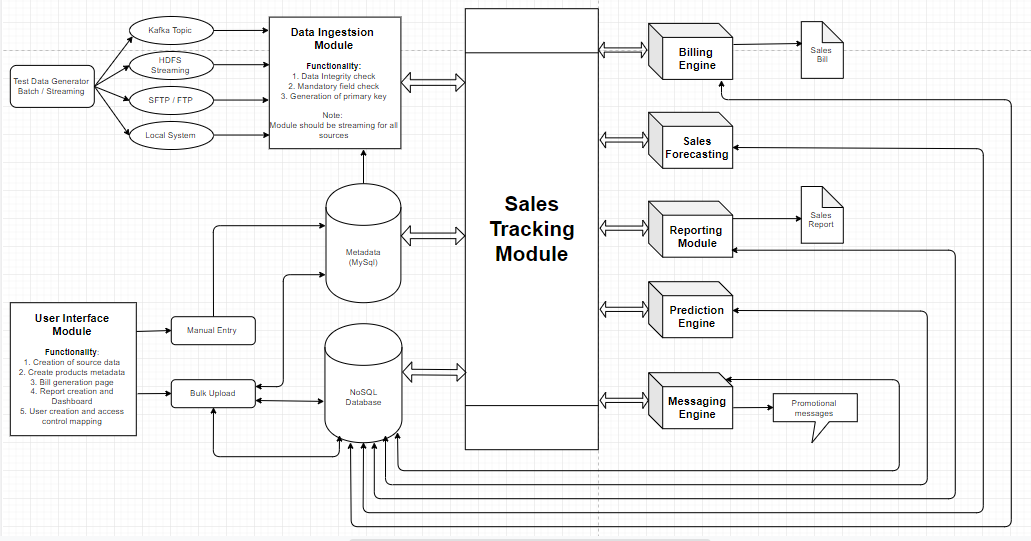 Kafka Topic
HDFS
Streaming
Test Data Generator
Batch / Streaming
SFTP / FTP
Local System
Data Ingestsion
Module
Functionality:
1. Data Integrity check
2. Mandatory field check
3. Generation of primary key
Note:
Module should be streaming for all
sources
Metadata
(MySql)
User Interface
Module
Functionality:
1. Creation of source data
2. Create products metadata
3. Bill generation page
4. Report creation and
Dashboard
5. User creation and access
control mapping
Manual Entry
Bulk Upload
NoSQL
Database
Sales
Tracking
Module
Billing
Engine
Sales
Bill
Sales
Forecasting
Reporting
Module
Sales
Report
Prediction
Engine
Messaging
Engine
Promotional
messages